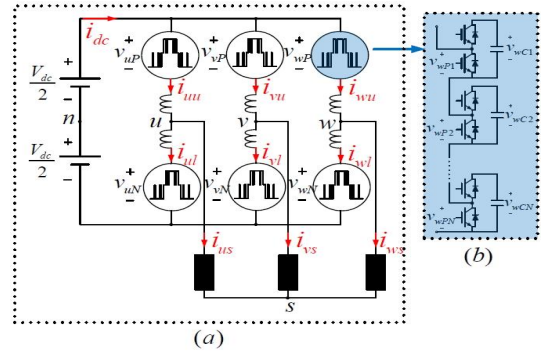 i_dc
V_dc/2
n
V_dc/2
+
−
+
−
v_uP
v_vP
v_wP
i_uu
i_vu
i_wu
u
v
w
i_ul
i_vl
i_wl
v_uN
v_vN
v_wN
i_us
i_vs
i_ws
s
(a)
v_wP1
v_wC1
v_wP2
v_wC2
v_wPN
v_wCN
(b)